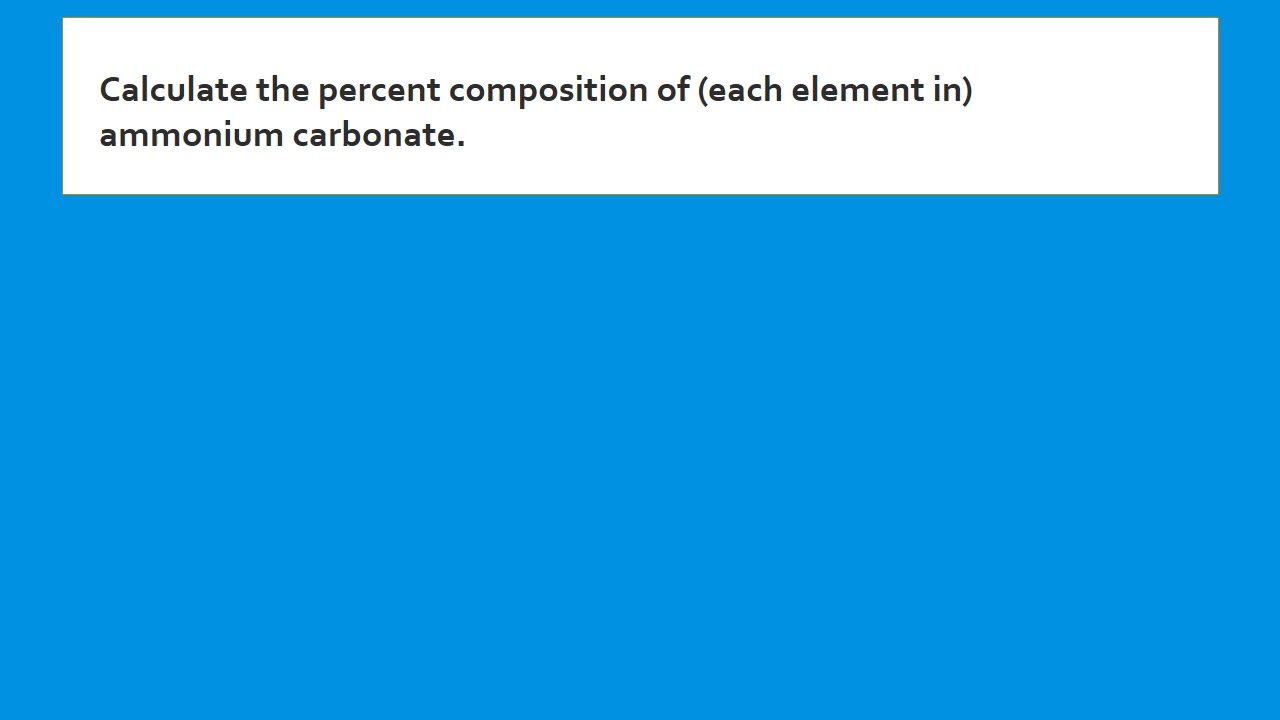 Calculate the percent composition of (each element in)
ammonium carbonate.